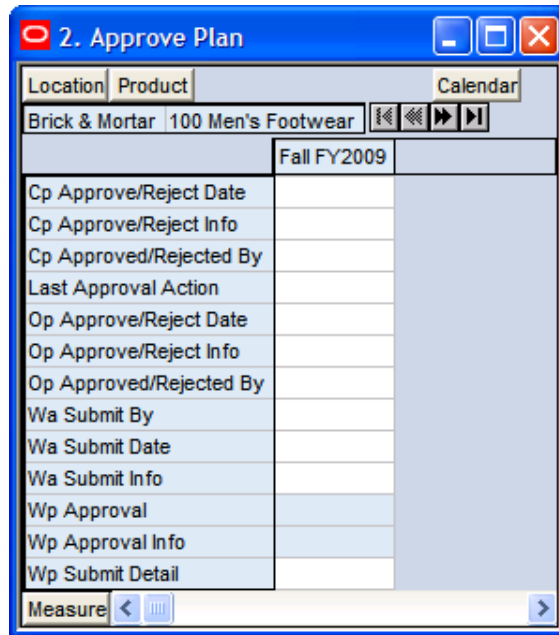 2. Approve Plan
Location Product Calendar
Brick & Mortar 100 Men's Footwear
Fall FY2009
Cp Approve/Reject Date
Cp Approve/Reject Info
Cp Approved/Rejected By
Last Approval Action
Op Approve/Reject Date
Op Approve/Reject Info
Op Approved/Rejected By
Wa Submit By
Wa Submit Date
Wa Submit Info
Wp Approval
Wp Approval Info
Wp Submit Detail
Measure